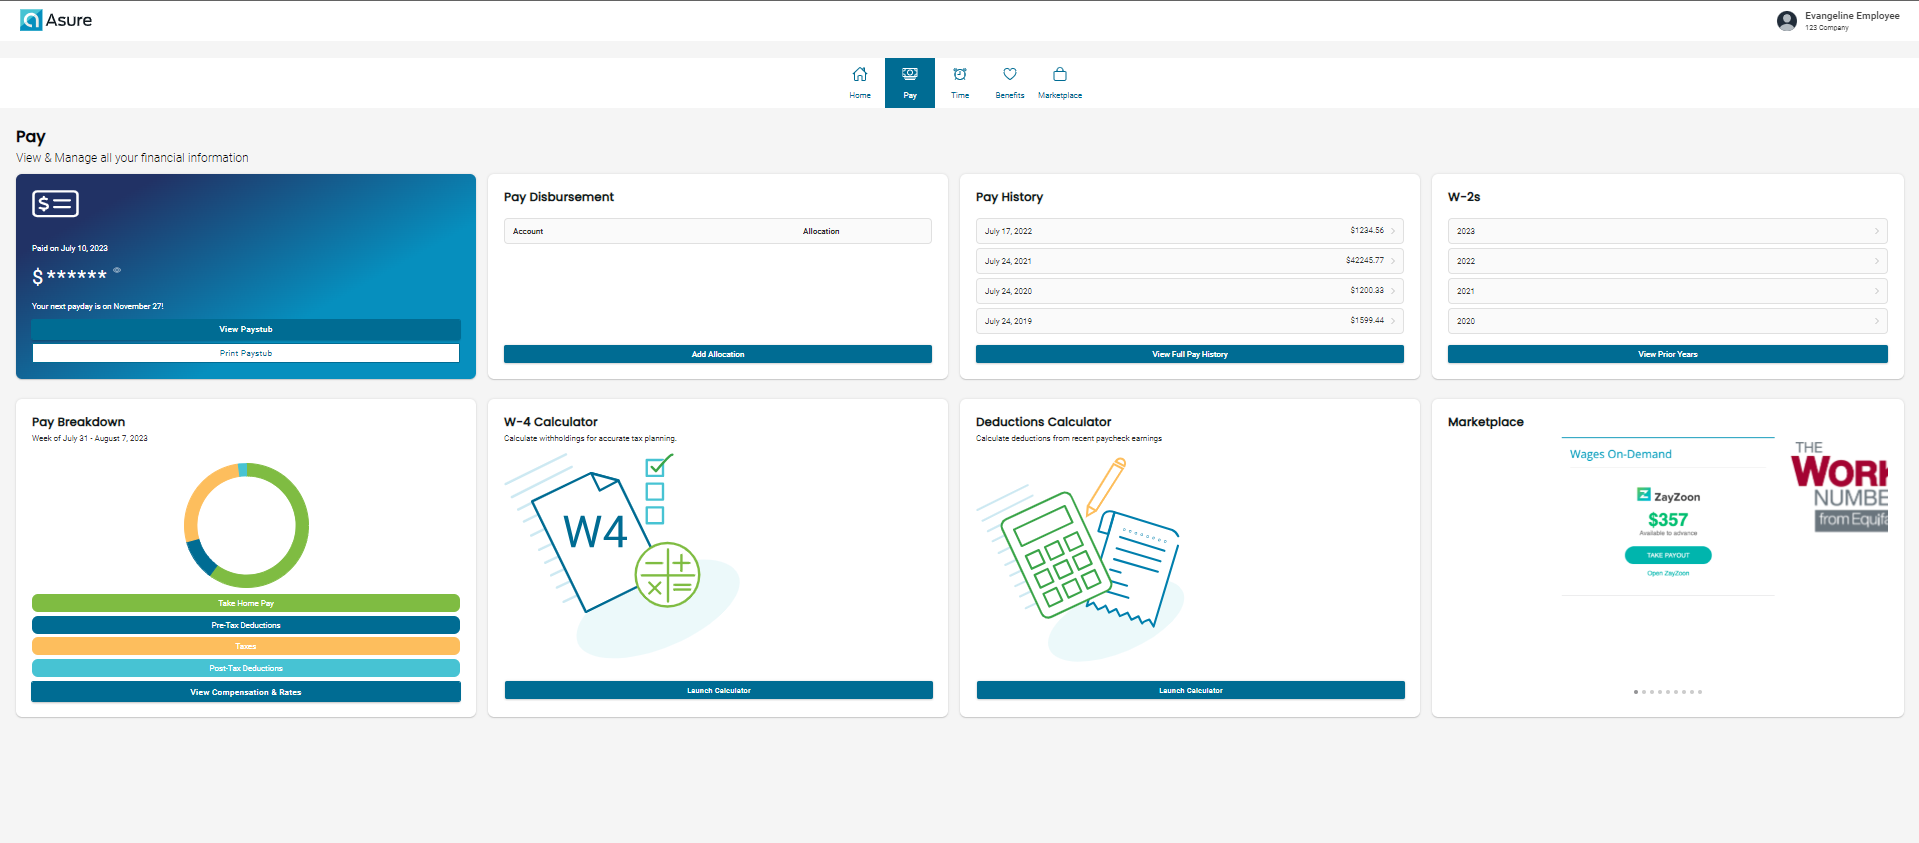 Asure
Evangeline Employee
123 Company
Home
Pay
Time
Benefits
Marketplace
Pay
View & Manage all your financial information
Paid on July 10, 2023
$ ******
Your next payday is on November 27!
View Paystub
Print Paystub
Pay Disbursement
Account Allocation
Add Allocation
Pay History
July 17, 2022 $1234.56
July 24, 2021 $42245.77
July 24, 2020 $1200.33
July 24, 2019 $1599.44
View Full Pay History
W-2s
2023
2022
2021
2020
View Prior Years
Pay Breakdown
Week of July 31 - August 7, 2023
Take Home Pay
Pre-Tax Deductions
Taxes
Post-Tax Deductions
View Compensation & Rates
W-4 Calculator
Calculate withholdings for accurate tax planning.
W4
Launch Calculator
Deductions Calculator
Calculate deductions from recent paycheck earnings
Launch Calculator
Marketplace
Wages On-Demand
ZayZoon
$357
Available to advance
TAKE PAYOUT
Open ZayZoon
THE
WORK
NUMBE
from Equifa